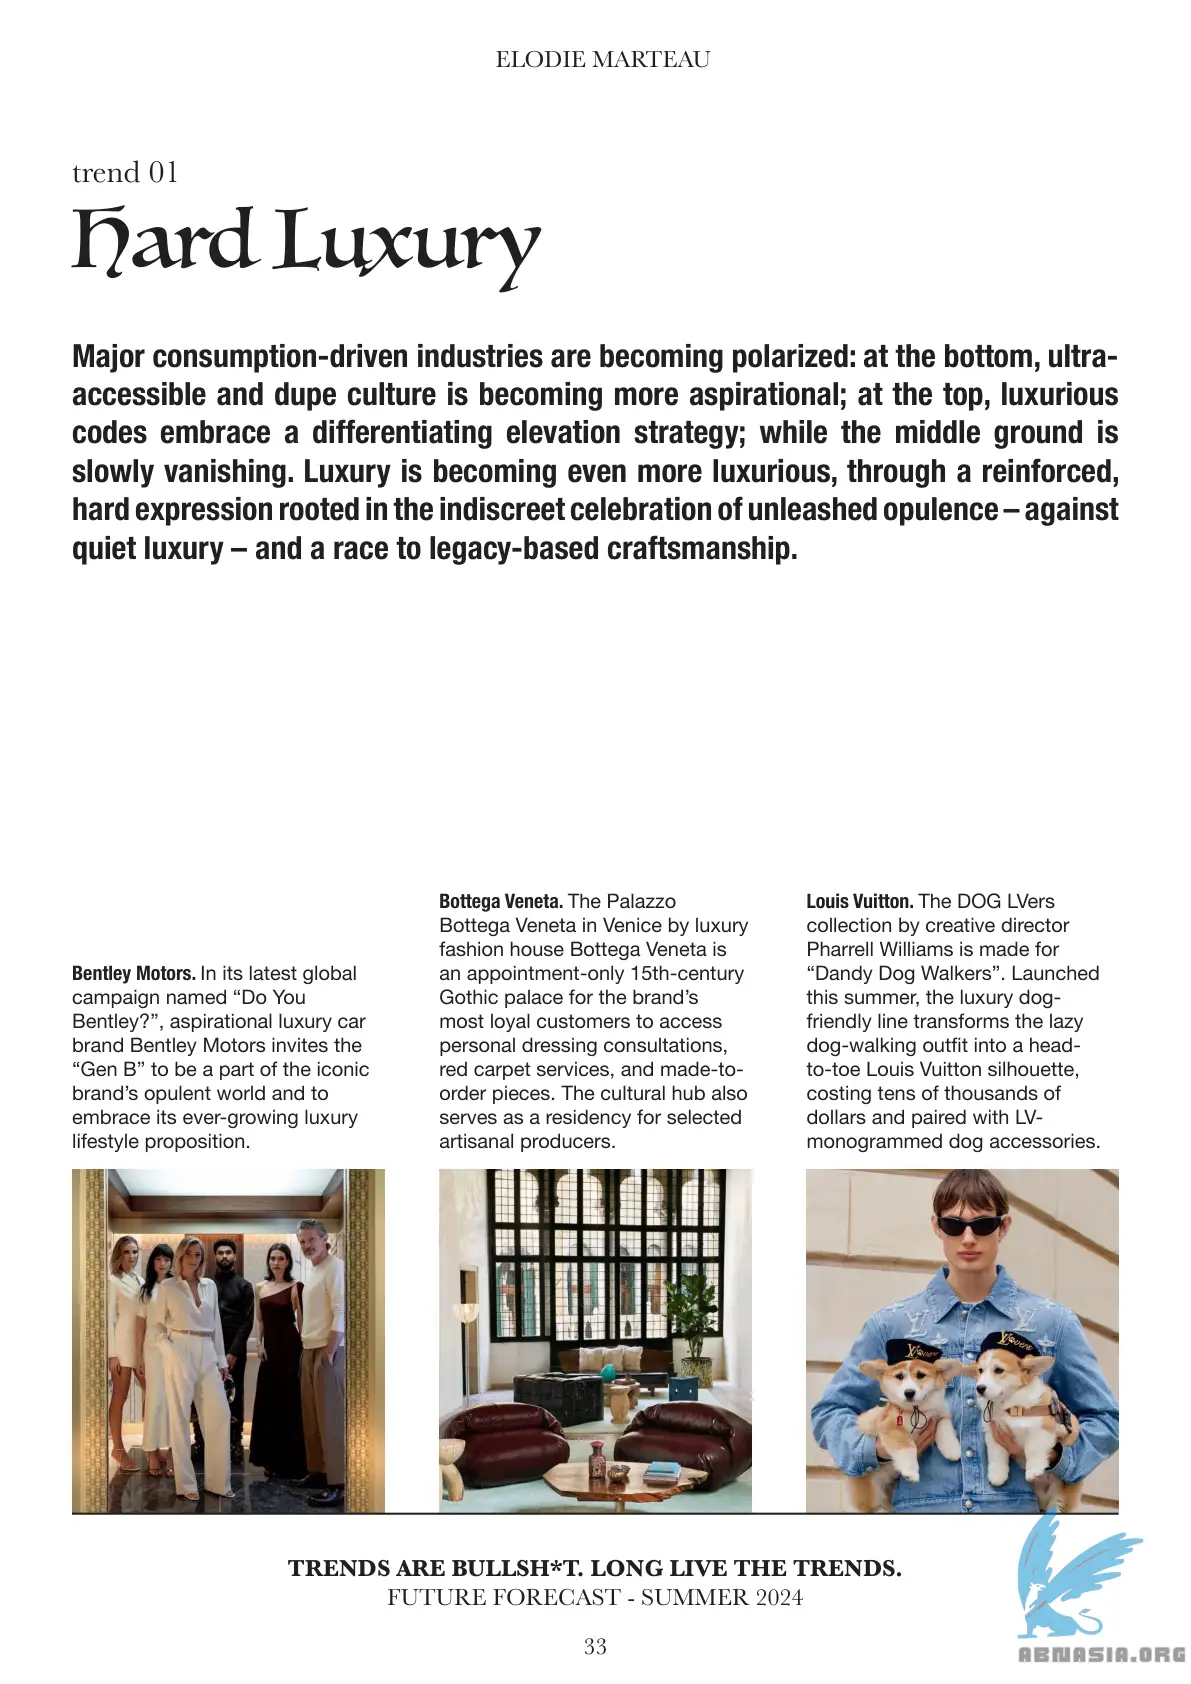 ELODIE MARTEAU
trend 01
Hard Luxury
Major consumption-driven industries are becoming polarized: at the bottom, ultra-
accessible and dupe culture is becoming more aspirational; at the top, luxurious
codes embrace a differentiating elevation strategy; while the middle ground is
slowly vanishing. Luxury is becoming even more luxurious, through a reinforced,
hard expression rooted in the indiscreet celebration of unleashed opulence – against
quiet luxury – and a race to legacy-based craftsmanship.
Bentley Motors. In its latest global
campaign named “Do You
Bentley?”, aspirational luxury car
brand Bentley Motors invites the
“Gen B” to be a part of the iconic
brand’s opulent world and to
embrace its ever-growing luxury
lifestyle proposition.
Bottega Veneta. The Palazzo
Bottega Veneta in Venice by luxury
fashion house Bottega Veneta is
an appointment-only 15th-century
Gothic palace for the brand’s
most loyal customers to access
personal dressing consultations,
red carpet services, and made-to-
order pieces. The cultural hub also
serves as a residency for selected
artisanal producers.
Louis Vuitton. The DOG LVers
collection by creative director
Pharrell Williams is made for
“Dandy Dog Walkers”. Launched
this summer, the luxury dog-
friendly line transforms the lazy
dog-walking outfit into a head-
to-toe Louis Vuitton silhouette,
costing tens of thousands of
dollars and paired with LV-
monogrammed dog accessories.
TRENDS ARE BULLSH*T. LONG LIVE THE TRENDS.
FUTURE FORECAST - SUMMER 2024
33
ABNASIA.ORG